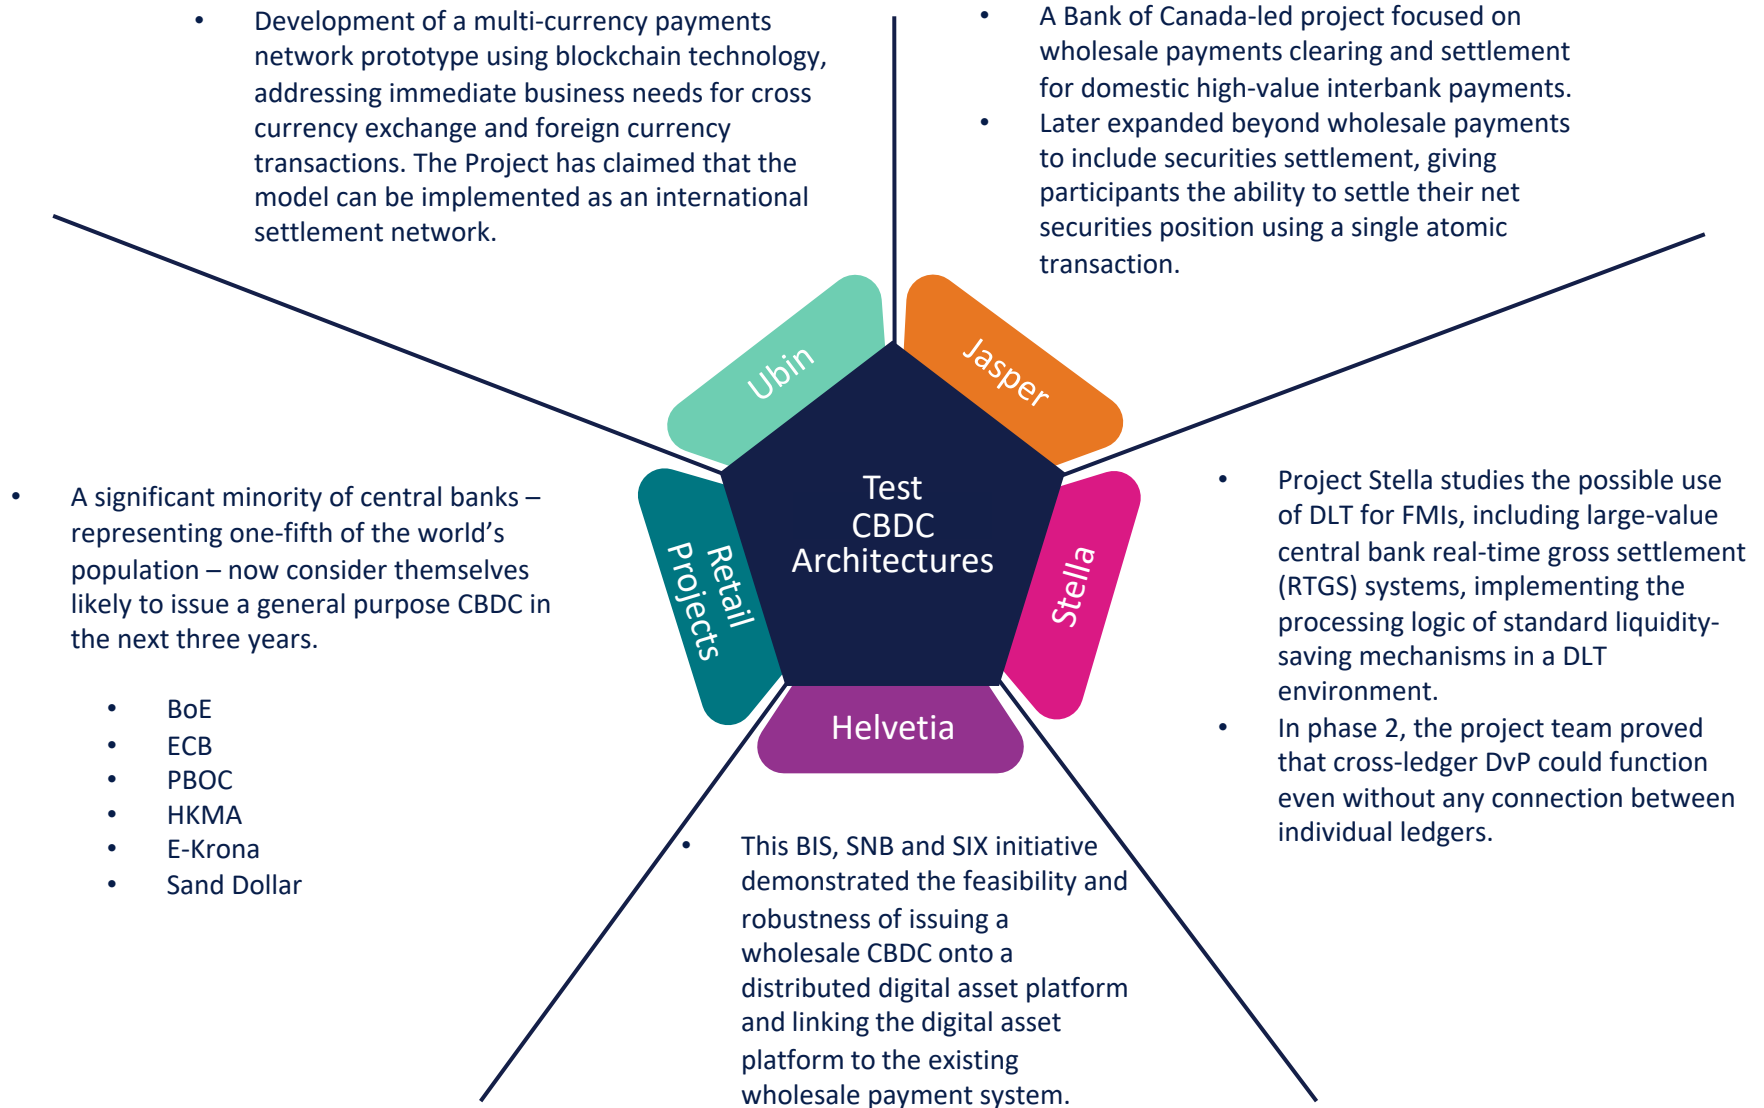 • Development of a multi-currency payments
network prototype using blockchain technology,
addressing immediate business needs for cross
currency exchange and foreign currency
transactions. The Project has claimed that the
model can be implemented as an international
settlement network.
• A Bank of Canada-led project focused on
wholesale payments clearing and settlement
for domestic high-value interbank payments.
• Later expanded beyond wholesale payments
to include securities settlement, giving
participants the ability to settle their net
securities position using a single atomic
transaction.
Ubin
Jasper
Test
CBDC
Architectures
Retail
Projects
Stella
Helvetia
• A significant minority of central banks –
representing one-fifth of the world’s
population – now consider themselves
likely to issue a general purpose CBDC in
the next three years.
• BoE
• ECB
• PBOC
• HKMA
• E-Krona
• Sand Dollar
• Project Stella studies the possible use
of DLT for FMIs, including large-value
central bank real-time gross settlement
(RTGS) systems, implementing the
processing logic of standard liquidity-
saving mechanisms in a DLT
environment.
• In phase 2, the project team proved
that cross-ledger DvP could function
even without any connection between
individual ledgers.
• This BIS, SNB and SIX initiative
demonstrated the feasibility and
robustness of issuing a
wholesale CBDC onto a
distributed digital asset platform
and linking the digital asset
platform to the existing
wholesale payment system.